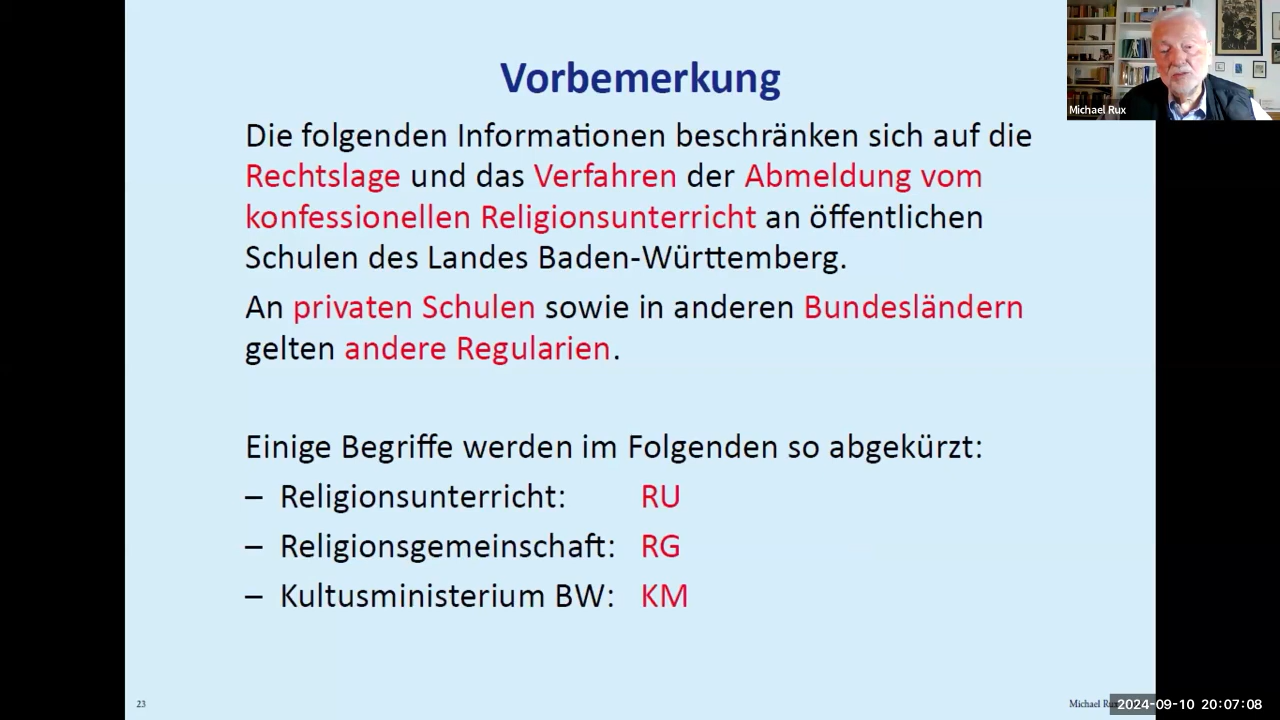 Vorbemerkung
Die folgenden Informationen beschränken sich auf die
Rechtslage und das Verfahren der Abmeldung vom
konfessionellen Religionsunterricht an öffentlichen
Schulen des Landes Baden-Württemberg.
An privaten Schulen sowie in anderen Bundesländern
gelten andere Regularien.
Einige Begriffe werden im Folgenden so abgekürzt:
– Religionsunterricht: RU
– Religionsgemeinschaft: RG
– Kultusministerium BW: KM
Michael Rux
23
Michael
2024-09-10 20:07:08